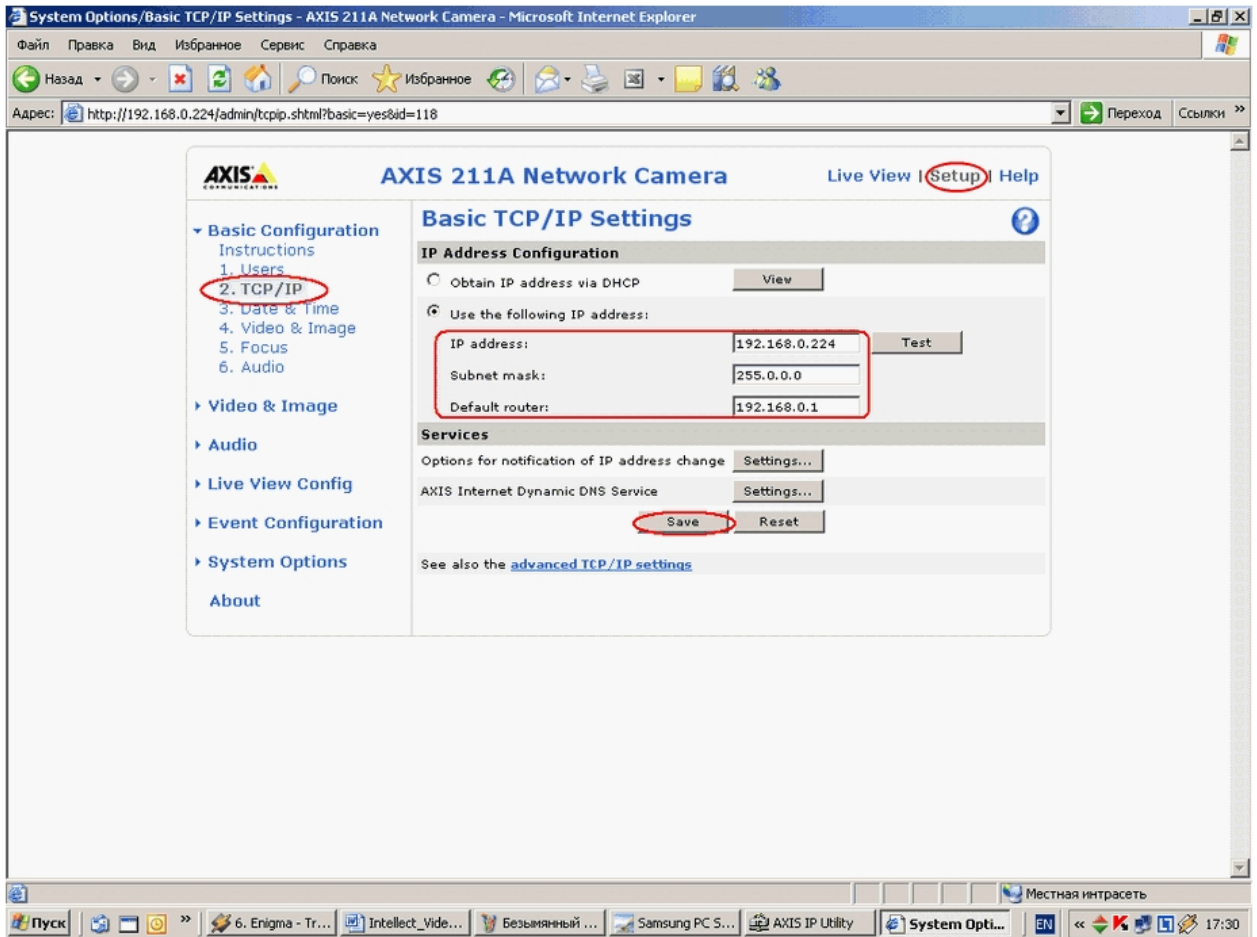 System Options/Basic TCP/IP Settings - AXIS 211A Network Camera - Microsoft Internet Explorer
Файл Правка Вид Избранное Сервис Справка
Назад Поиск Избранное
Адрес: http://192.168.0.224/admin/tcpip.shtml?basic=yes&id=118 Переход Ссылки »
AXIS COMMUNICATIONS
AXIS 211A Network Camera
Live View | Setup | Help
Basic Configuration
Instructions
1. Users
2. TCP/IP
3. Date & Time
4. Video & Image
5. Focus
6. Audio
Video & Image
Audio
Live View Config
Event Configuration
System Options
About
Basic TCP/IP Settings
IP Address Configuration
Obtain IP address via DHCP View
Use the following IP address:
IP address: 192.168.0.224 Test
Subnet mask: 255.0.0.0
Default router: 192.168.0.1
Services
Options for notification of IP address change Settings...
AXIS Internet Dynamic DNS Service Settings...
Save Reset
See also the advanced TCP/IP settings
Местная интрасеть
Пуск » 6. Enigma - Tr... Intellect_Vide... Безымянный ... Samsung PC S... AXIS IP Utility System Opti... EN « 17:30